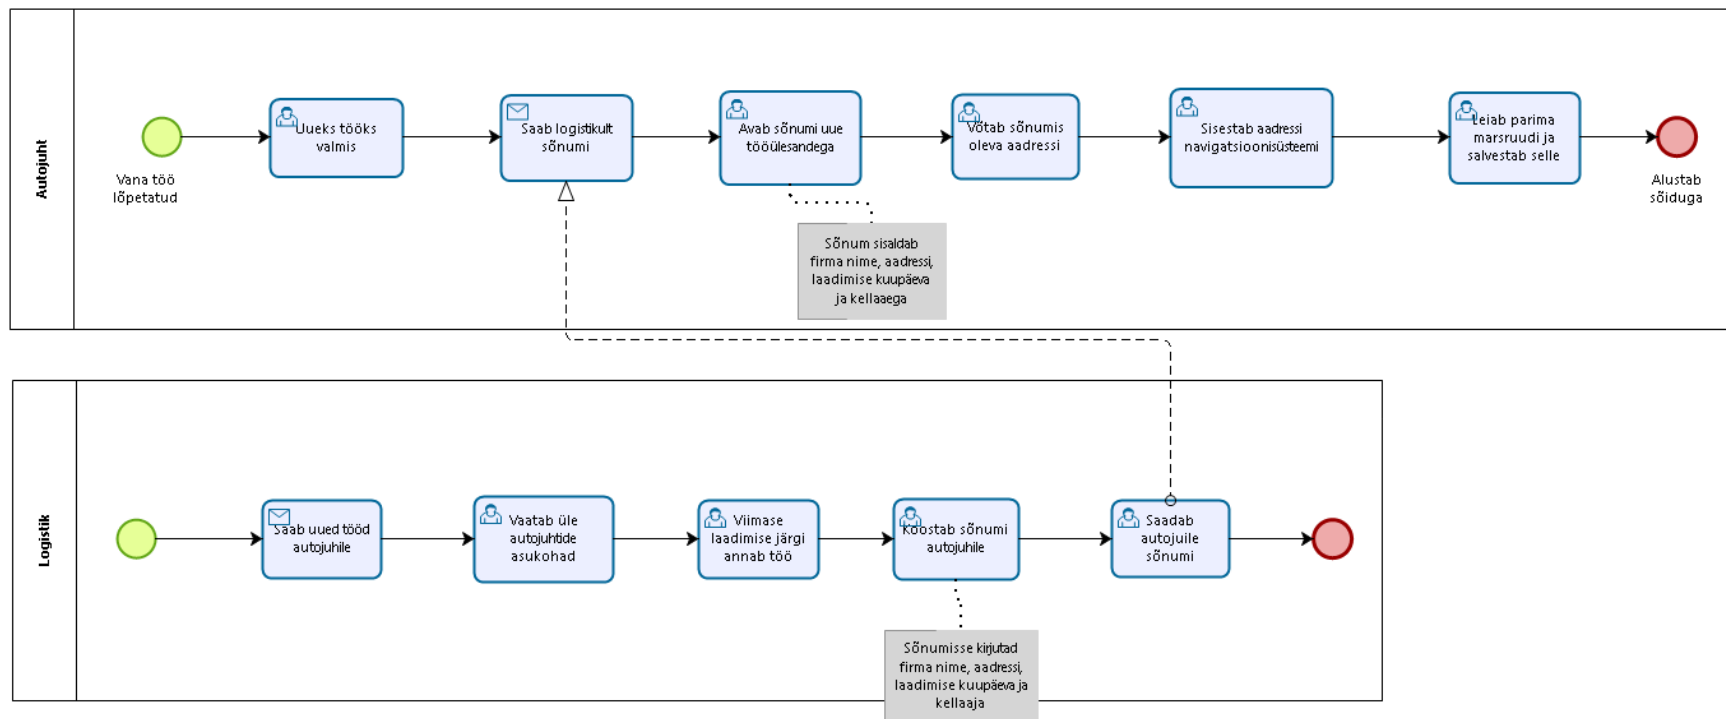 Autojuht
Vana töö
lõpetatud
Uueks tööks
valmis
Saab logistikult
sõnumi
Avab sõnumi uue
tööülesandega
Võtab sõnumis
oleva aadressi
Sisestab aadressi
navigatsioonisüsteemi
Leiab parima
marsruudi ja
salvestab selle
Alustab
sõiduga
Sõnum sisaldab
firma nime, aadressi,
laadimise kuupäeva
ja kellaaega
Logistik
Saab uued tööd
autojuhile
Vaatab üle
autojuhtide
asukohad
Viimase
laadimise järgi
annab töö
Koostab sõnumi
autojuhile
Saadab
autojuile
sõnumi
Sõnumisse kirjutad
firma nime, aadressi,
laadimise kuupäeva ja
kellaaja